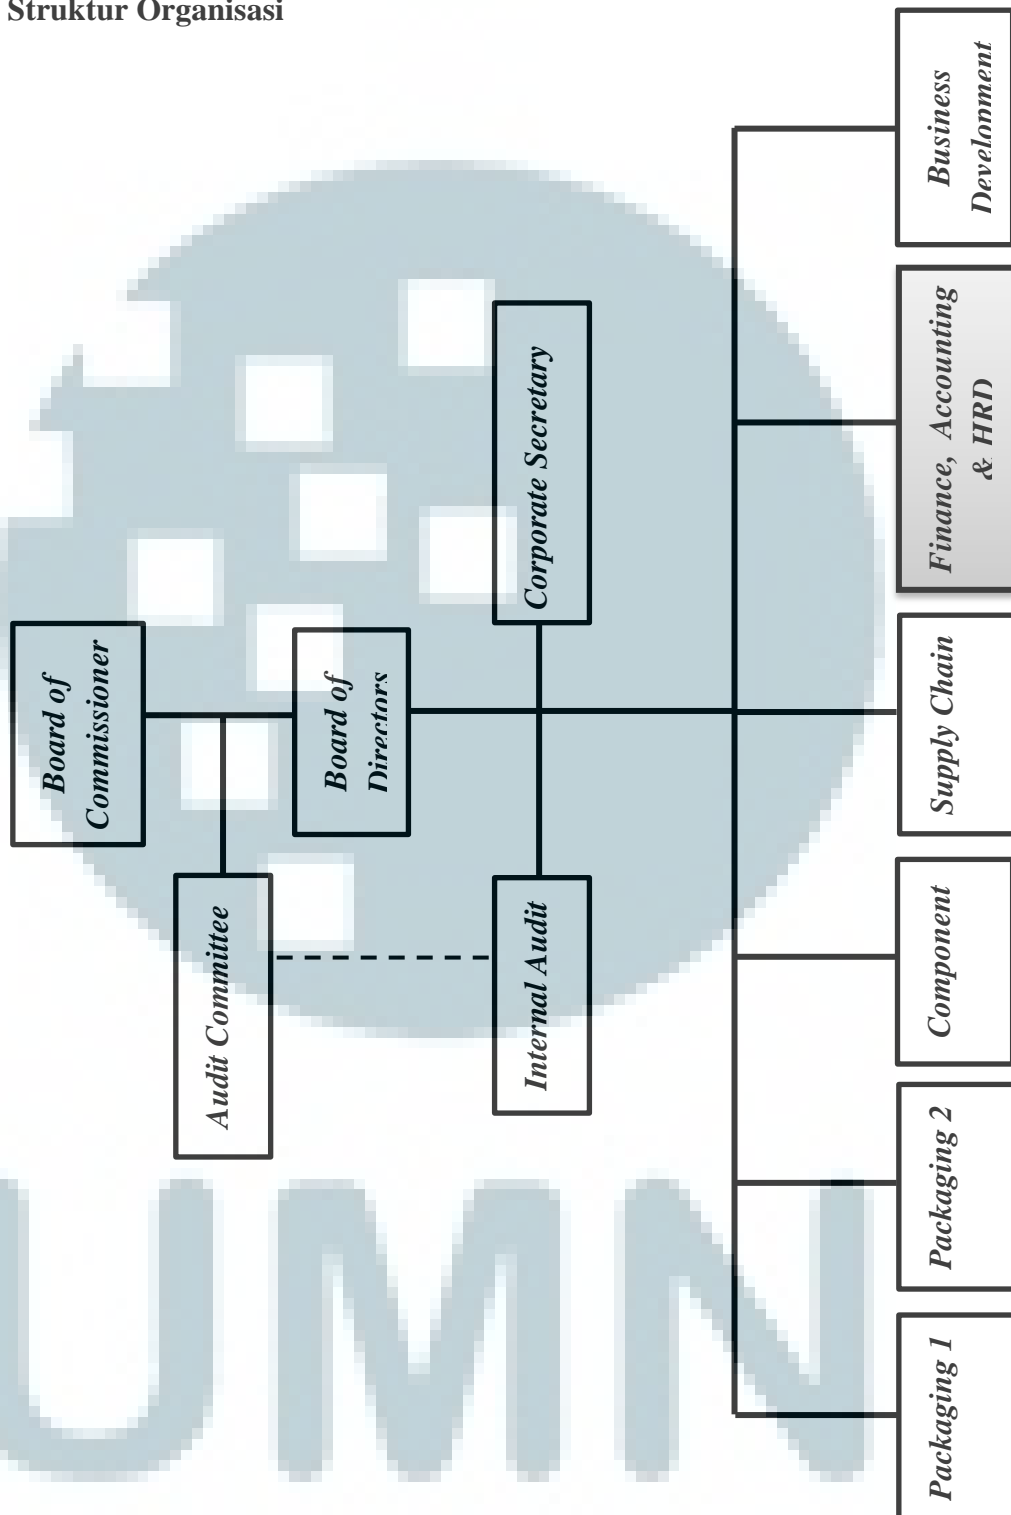 Struktur Organisasi
Board of
Commissioner
Audit Committee
Board of
Directors
Internal Audit
Corporate Secretary
Packaging 1
Packaging 2
Component
Supply Chain
Finance, Accounting
& HRD
Business
Development
UMN